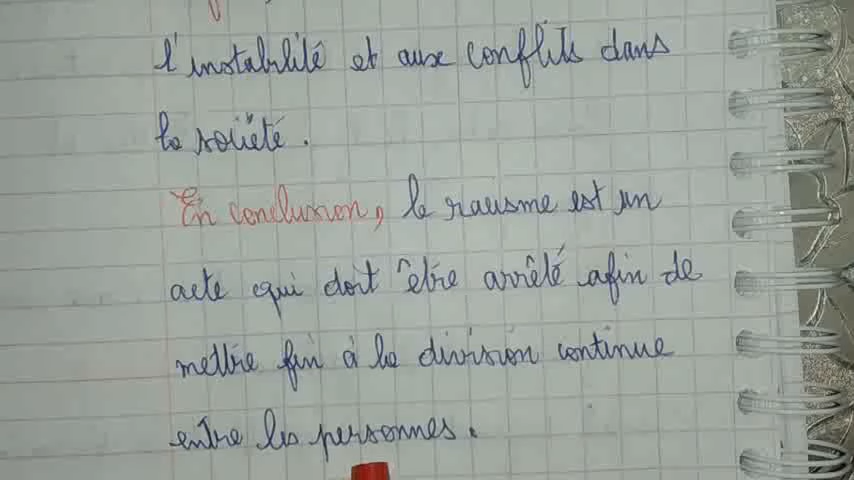 l'instabilité et aux conflits dans
la société.
En conclusion, le racisme est un
acte qui doit être arrêté afin de
mettre fin à la division continue
entre les personnes.